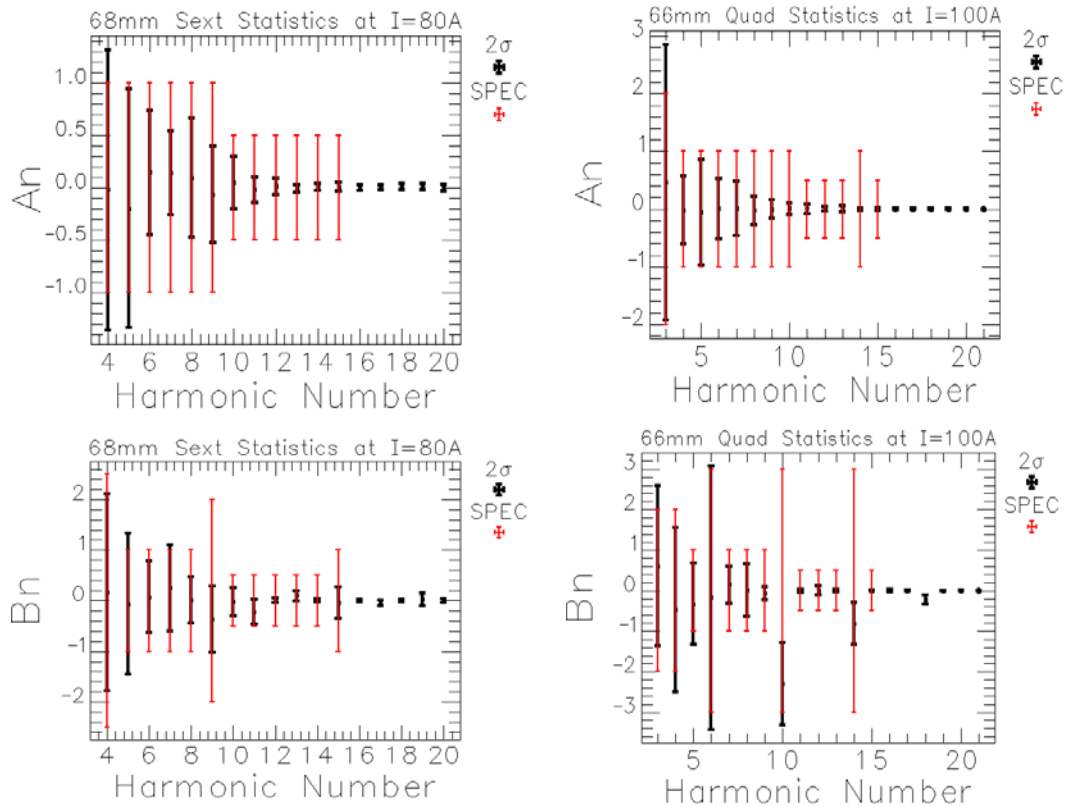 68mm Sext Statistics at I=80A
2σ
SPEC
An
1.0
0.5
0.0
-0.5
-1.0
4 6 8 10 12 14 16 18 20
Harmonic Number
66mm Quad Statistics at I=100A
2σ
SPEC
An
3
2
1
0
-1
-2
5 10 15 20
Harmonic Number
68mm Sext Statistics at I=80A
2σ
SPEC
Bn
2
1
0
-1
-2
4 6 8 10 12 14 16 18 20
Harmonic Number
66mm Quad Statistics at I=100A
2σ
SPEC
Bn
3
2
1
0
-1
-2
-3
5 10 15 20
Harmonic Number